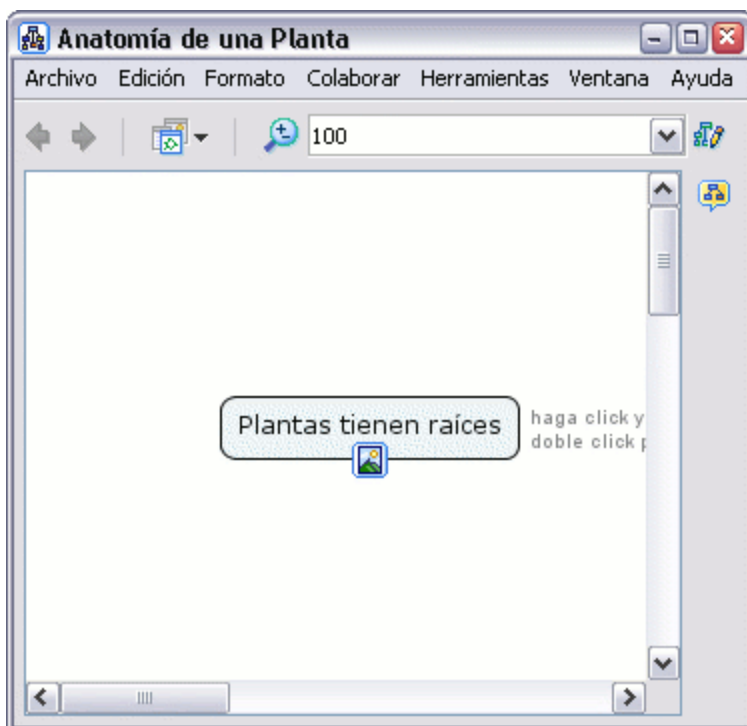 Anatomía de una Planta
Archivo Edición Formato Colaborar Herramientas Ventana Ayuda
100
Plantas tienen raíces
haga click y
doble click